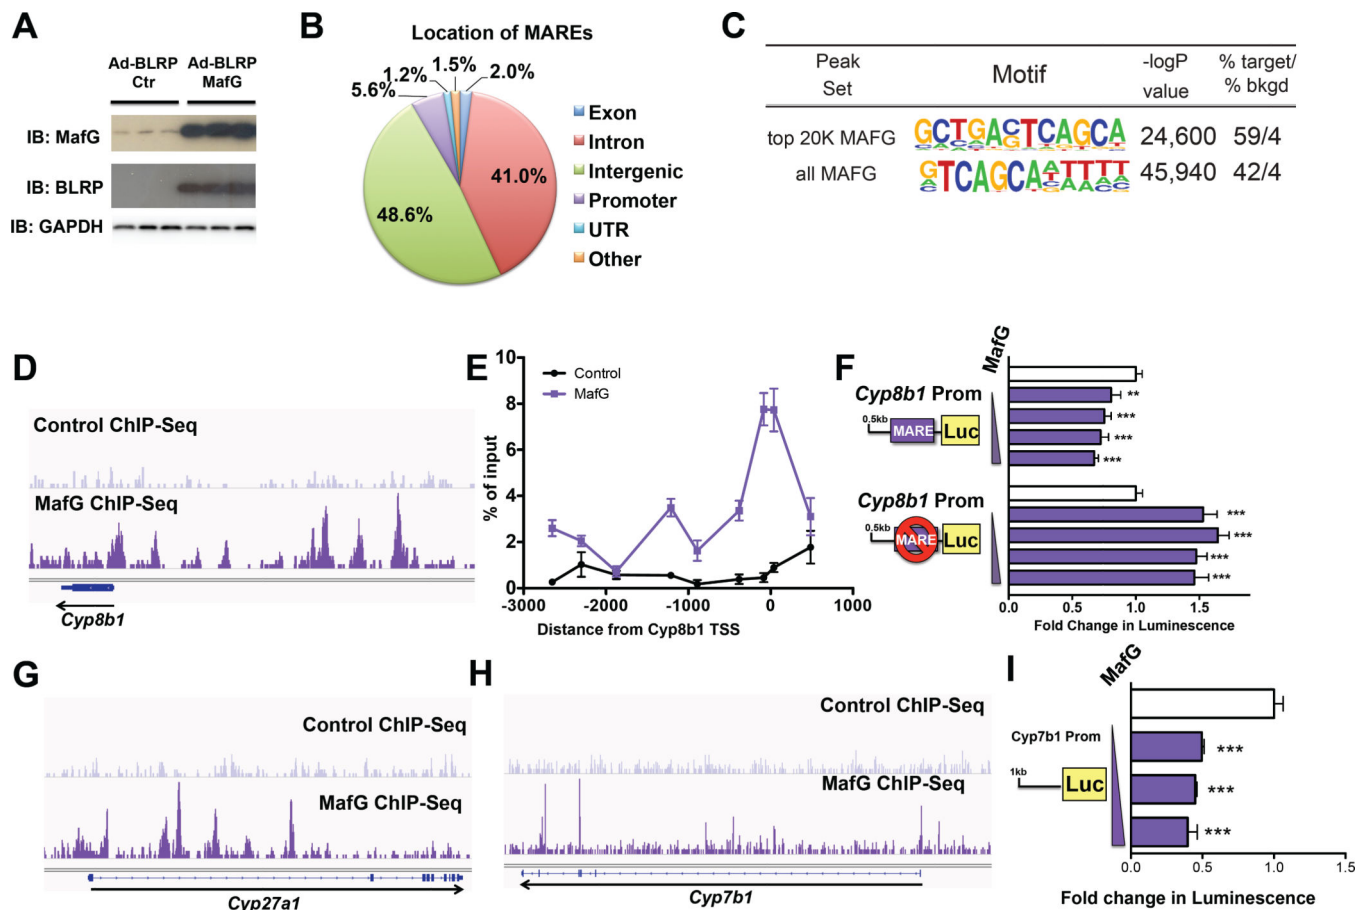 A
Ad-BLRP
Ctr
Ad-BLRP
MafG
IB: MafG
IB: BLRP
IB: GAPDH
B
Location of MAREs
5.6%
1.2%
1.5%
2.0%
41.0%
48.6%
Exon
Intron
Intergenic
Promoter
UTR
Other
C
Peak
Set
Motif
-logP
value
% target/
% bkgd
top 20K MAFG
GCTGAGTCAGCA
24,600
59/4
all MAFG
GTCAGCAATTTT
45,940
42/4
D
Control ChIP-Seq
MafG ChIP-Seq
Cyp8b1
E
10
8
6
4
2
0
% of input
Control
MafG
-3000
-2000
-1000
0
1000
Distance from Cyp8b1 TSS
F
MafG
Cyp8b1 Prom
0.5kb
MARE
Luc
**
***
***
***
Cyp8b1 Prom
0.5kb
MARE
Luc
***
***
***
***
0.0
0.5
1.0
1.5
Fold Change in Luminescence
G
Control ChIP-Seq
MafG ChIP-Seq
Cyp27a1
H
Control ChIP-Seq
MafG ChIP-Seq
Cyp7b1
I
MafG
Cyp7b1 Prom
1kb
Luc
***
***
***
0.0
0.5
1.0
1.5
Fold change in Luminescence